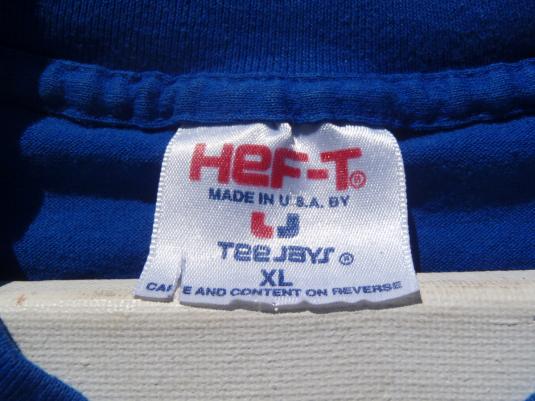 HEF-T®
MADE IN U.S.A. BY
TEE JAYS ®
XL
CARE AND CONTENT ON REVERSE